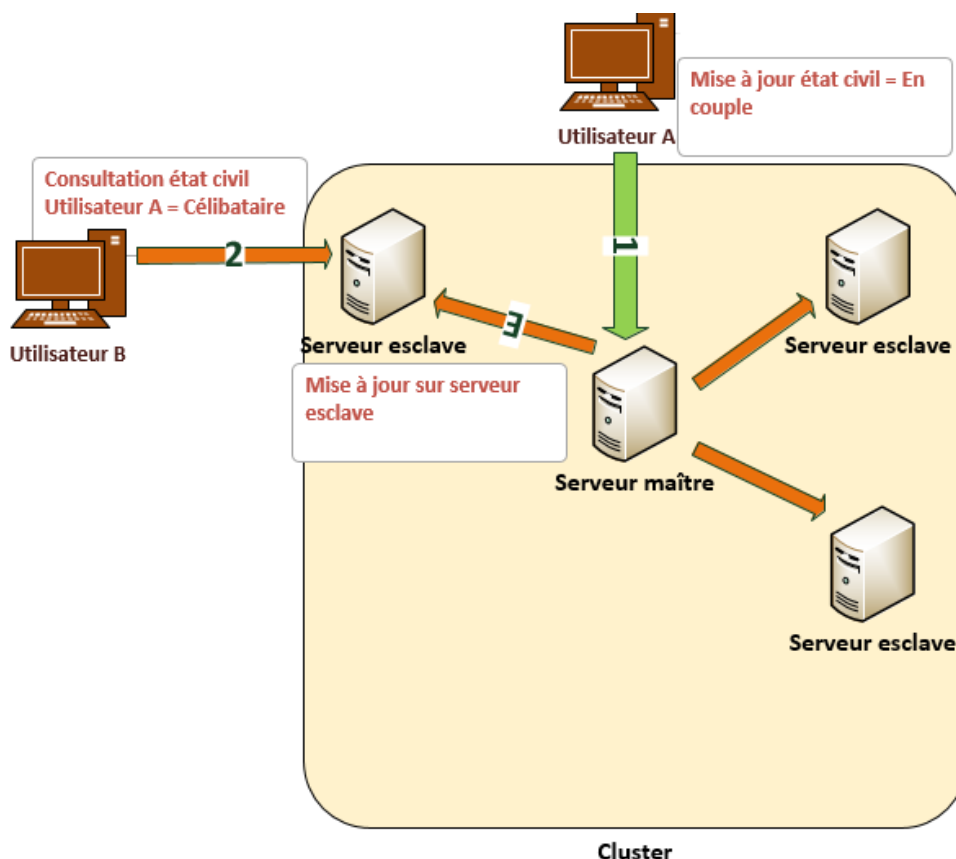 Mise à jour état civil = En
couple
Utilisateur A
Consultation état civil
Utilisateur A = Célibataire
1
2
Utilisateur B
3
Serveur esclave
Serveur esclave
Mise à jour sur serveur
esclave
Serveur maître
Serveur esclave
Cluster